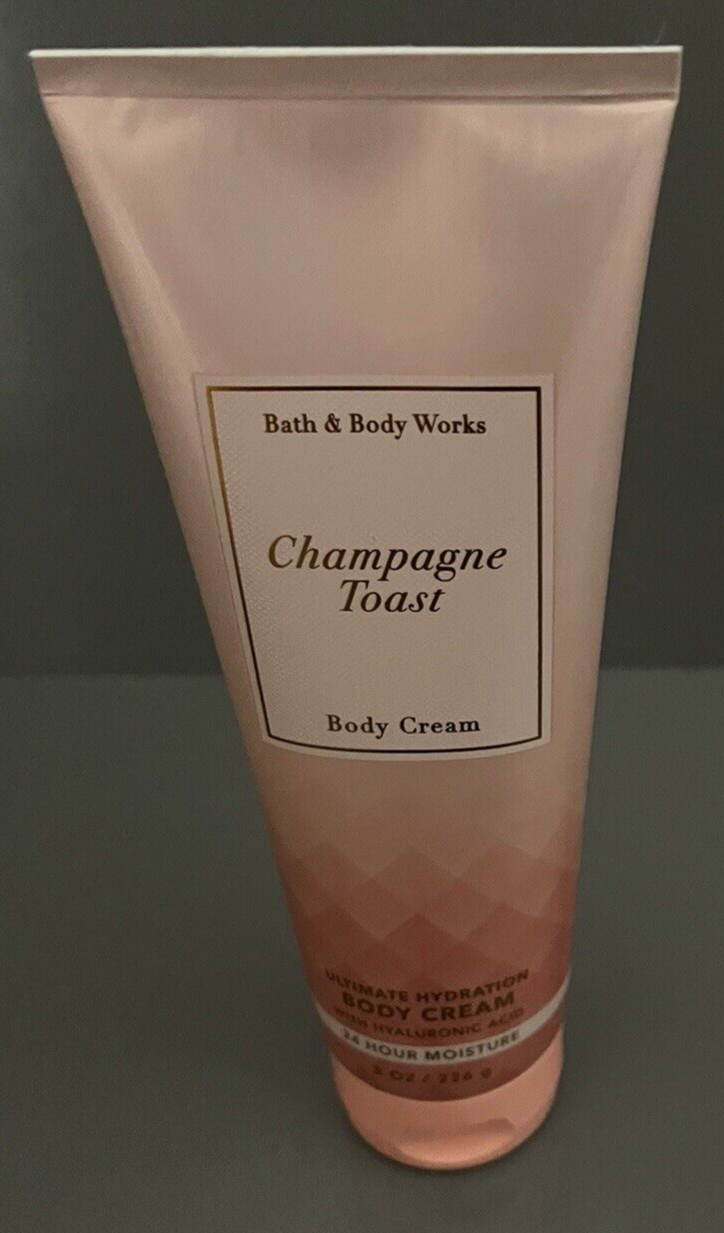 Bath & Body Works
Champagne
Toast
Body Cream
ULTIMATE HYDRATION
BODY CREAM
WITH HYALURONIC ACID
24 HOUR MOISTURE
8 OZ / 226 g